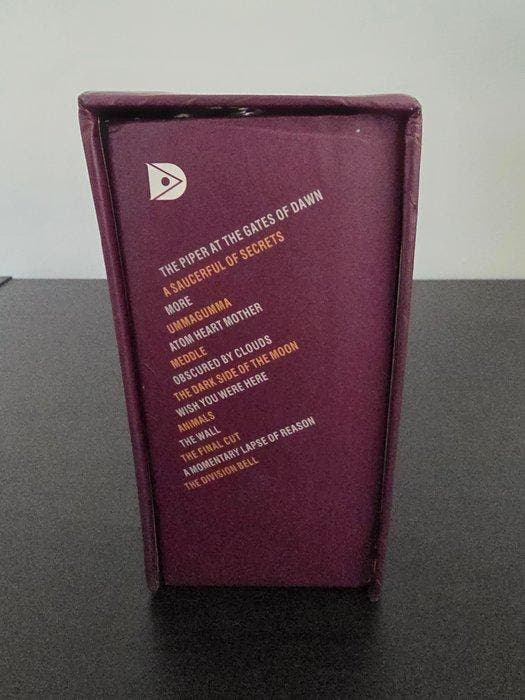 THE PIPER AT THE GATES OF DAWN
A SAUCERFUL OF SECRETS
MORE
UMMAGUMMA
ATOM HEART MOTHER
MEDDLE
OBSCURED BY CLOUDS
THE DARK SIDE OF THE MOON
WISH YOU WERE HERE
ANIMALS
THE WALL
THE FINAL CUT
A MOMENTARY LAPSE OF REASON
THE DIVISION BELL